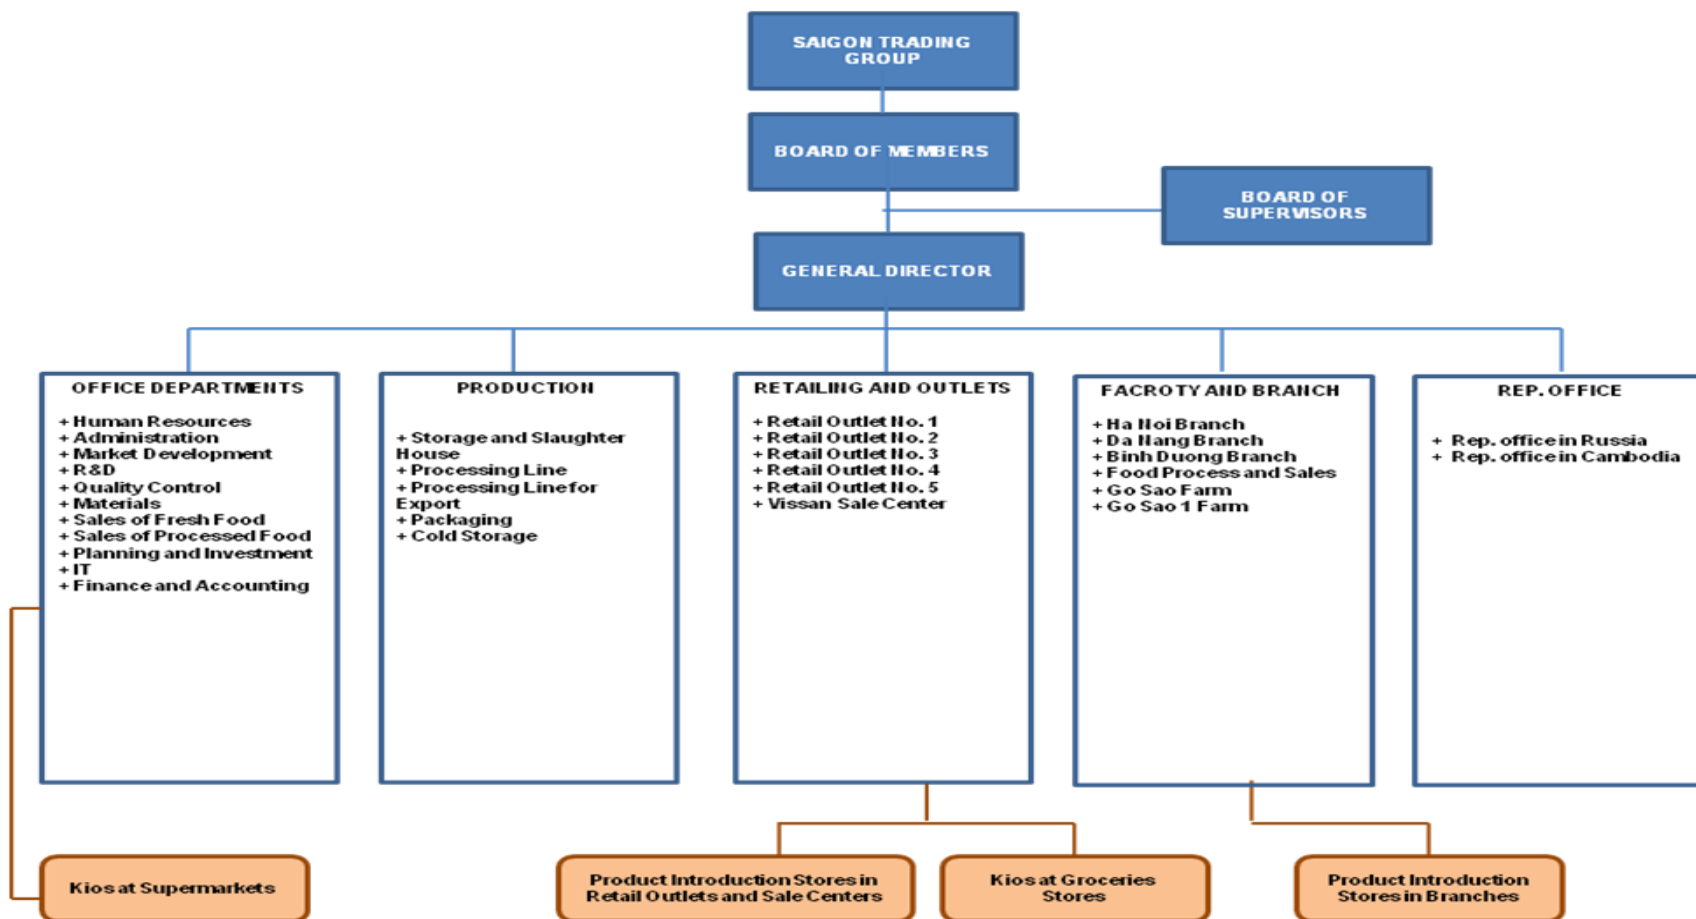 SAIGON TRADING
GROUP
BOARD OF MEMBERS
BOARD OF
SUPERVISORS
GENERAL DIRECTOR
OFFICE DEPARTMENTS
+ Human Resources
+ Administration
+ Market Development
+ R&D
+ Quality Control
+ Materials
+ Sales of Fresh Food
+ Sales of Processed Food
+ Planning and Investment
+ IT
+ Finance and Accounting
PRODUCTION
+ Storage and Slaughter
House
+ Processing Line
+ Processing Line for
Export
+ Packaging
+ Cold Storage
RETAILING AND OUTLETS
+ Retail Outlet No. 1
+ Retail Outlet No. 2
+ Retail Outlet No. 3
+ Retail Outlet No. 4
+ Retail Outlet No. 5
+ Vissan Sale Center
FACROTY AND BRANCH
+ Ha Noi Branch
+ Da Nang Branch
+ Binh Duong Branch
+ Food Process and Sales
+ Go Sao Farm
+ Go Sao 1 Farm
REP. OFFICE
+ Rep. office in Russia
+ Rep. office in Cambodia
Kios at Supermarkets
Product Introduction Stores in
Retail Outlets and Sale Centers
Kios at Groceries
Stores
Product Introduction
Stores in Branches